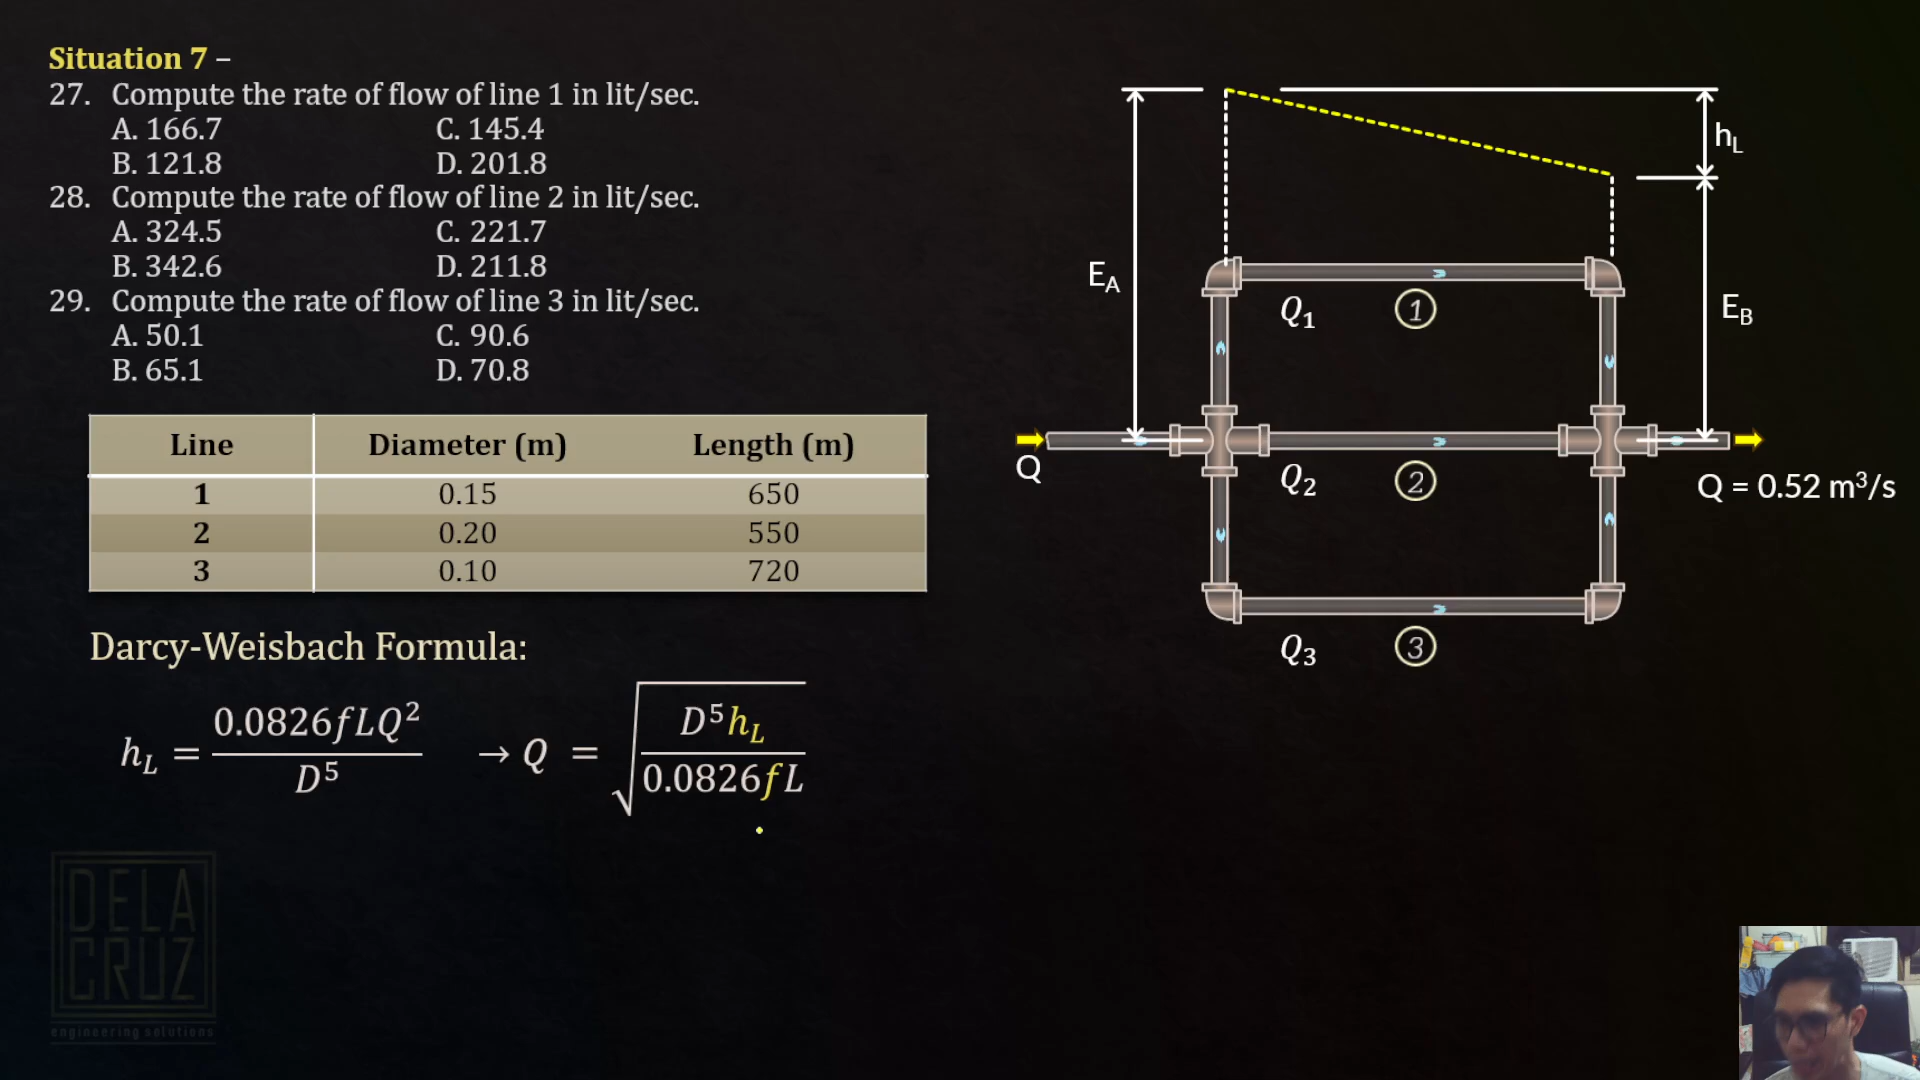 Situation 7 –
27. Compute the rate of flow of line 1 in lit/sec.
A. 166.7 C. 145.4
B. 121.8 D. 201.8
28. Compute the rate of flow of line 2 in lit/sec.
A. 324.5 C. 221.7
B. 342.6 D. 211.8
29. Compute the rate of flow of line 3 in lit/sec.
A. 50.1 C. 90.6
B. 65.1 D. 70.8
Line Diameter (m) Length (m)
1 0.15 650
2 0.20 550
3 0.10 720
Darcy-Weisbach Formula:
h_L = 0.0826fLQ² / D⁵ → Q = √(D⁵h_L / 0.0826fL)
DELA
CRUZ
engineering solutions
h_L
E_A
E_B
Q₁ ①
Q
Q₂ ②
Q = 0.52 m³/s
Q₃ ③